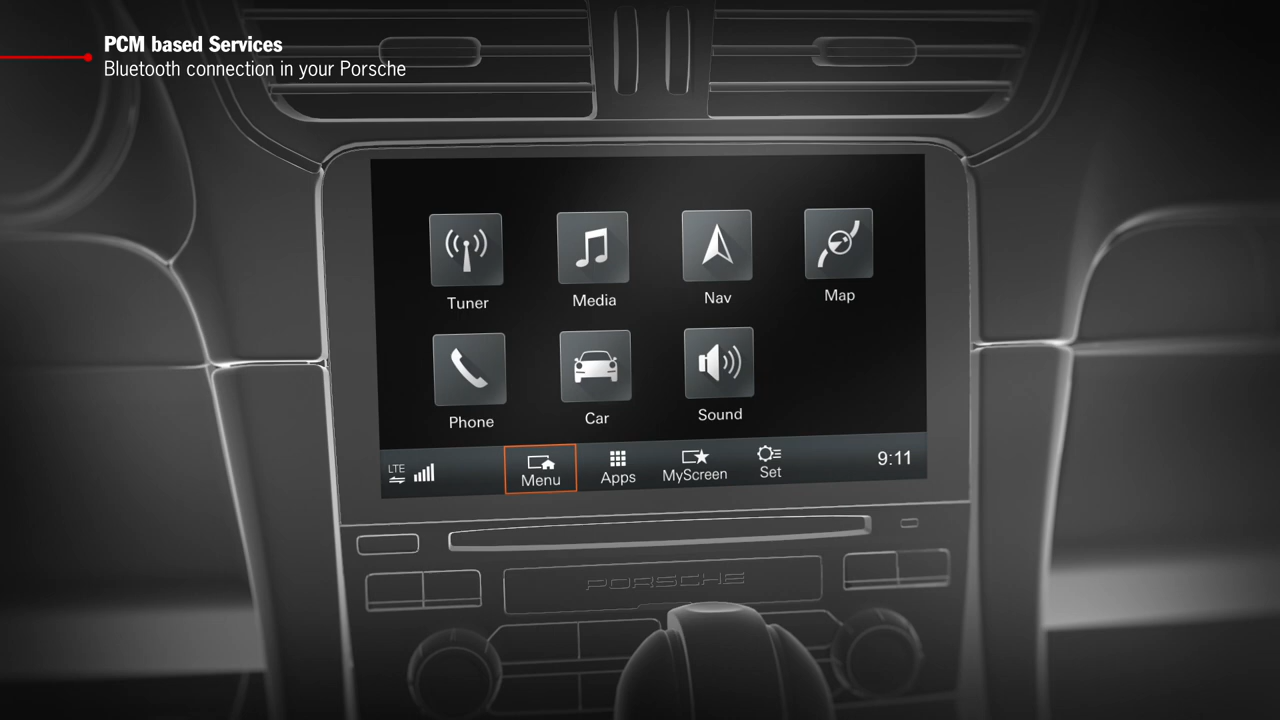 PCM based Services
Bluetooth connection in your Porsche
Tuner
Media
Nav
Map
Phone
Car
Sound
LTE
Menu
Apps
MyScreen
Set
9:11
PORSCHE